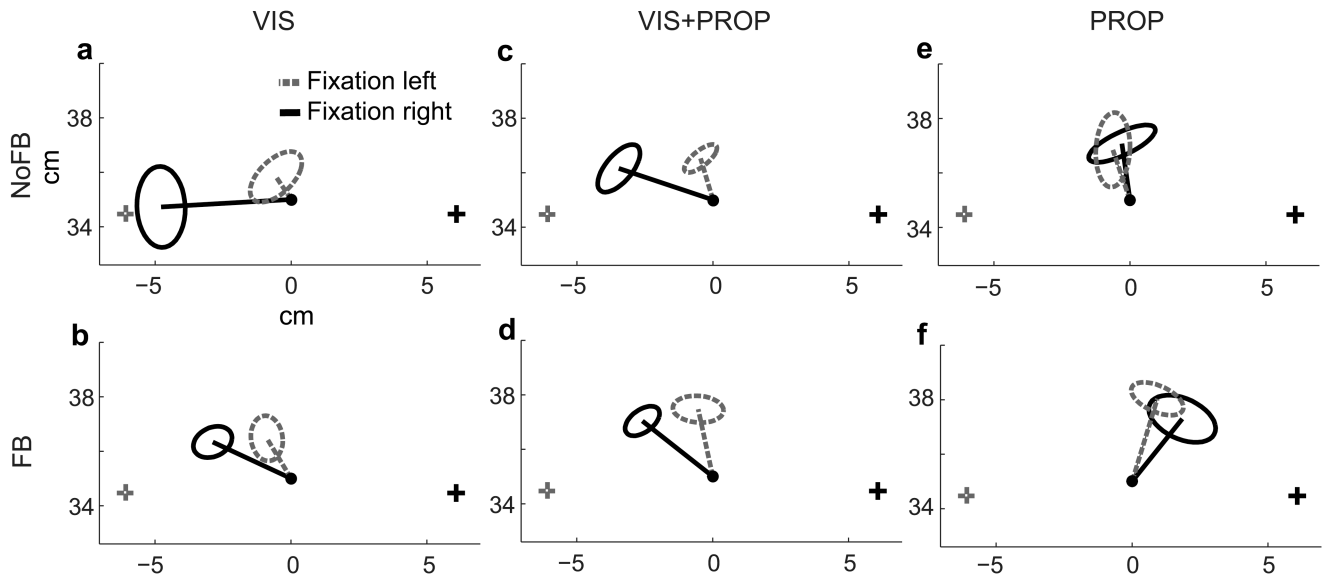 VIS VIS+PROP PROP
a c e
Fixation left
Fixation right
NoFB
cm
38 38 38
34 34 34
−5 0 5 −5 0 5 −5 0 5
cm
b d f
FB
38 38 38
34 34 34
−5 0 5 −5 0 5 −5 0 5